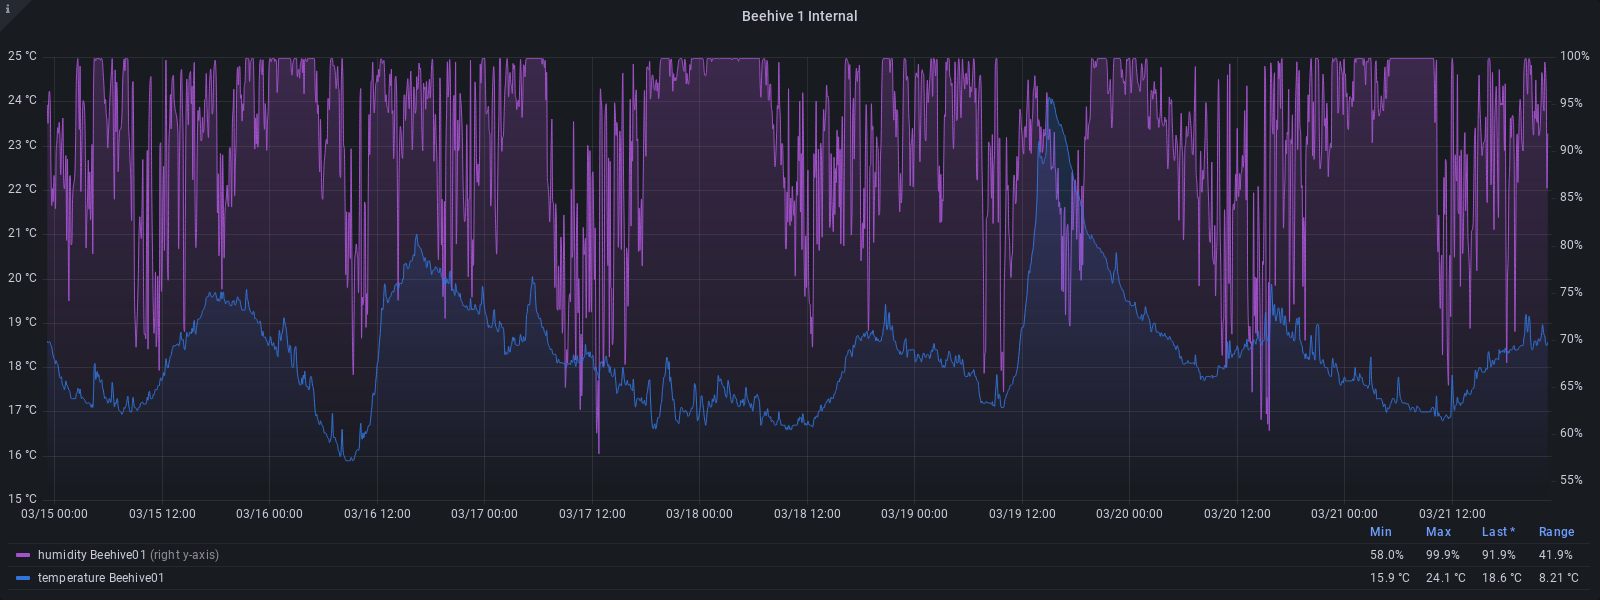 i
Beehive 1 Internal
25 °C
24 °C
23 °C
22 °C
21 °C
20 °C
19 °C
18 °C
17 °C
16 °C
15 °C
100%
95%
90%
85%
80%
75%
70%
65%
60%
55%
03/15 00:00 03/15 12:00 03/16 00:00 03/16 12:00 03/17 00:00 03/17 12:00 03/18 00:00 03/18 12:00 03/19 00:00 03/19 12:00 03/20 00:00 03/20 12:00 03/21 00:00 03/21 12:00
Min Max Last * Range
humidity Beehive01 (right y-axis) 58.0% 99.9% 91.9% 41.9%
temperature Beehive01 15.9 °C 24.1 °C 18.6 °C 8.21 °C